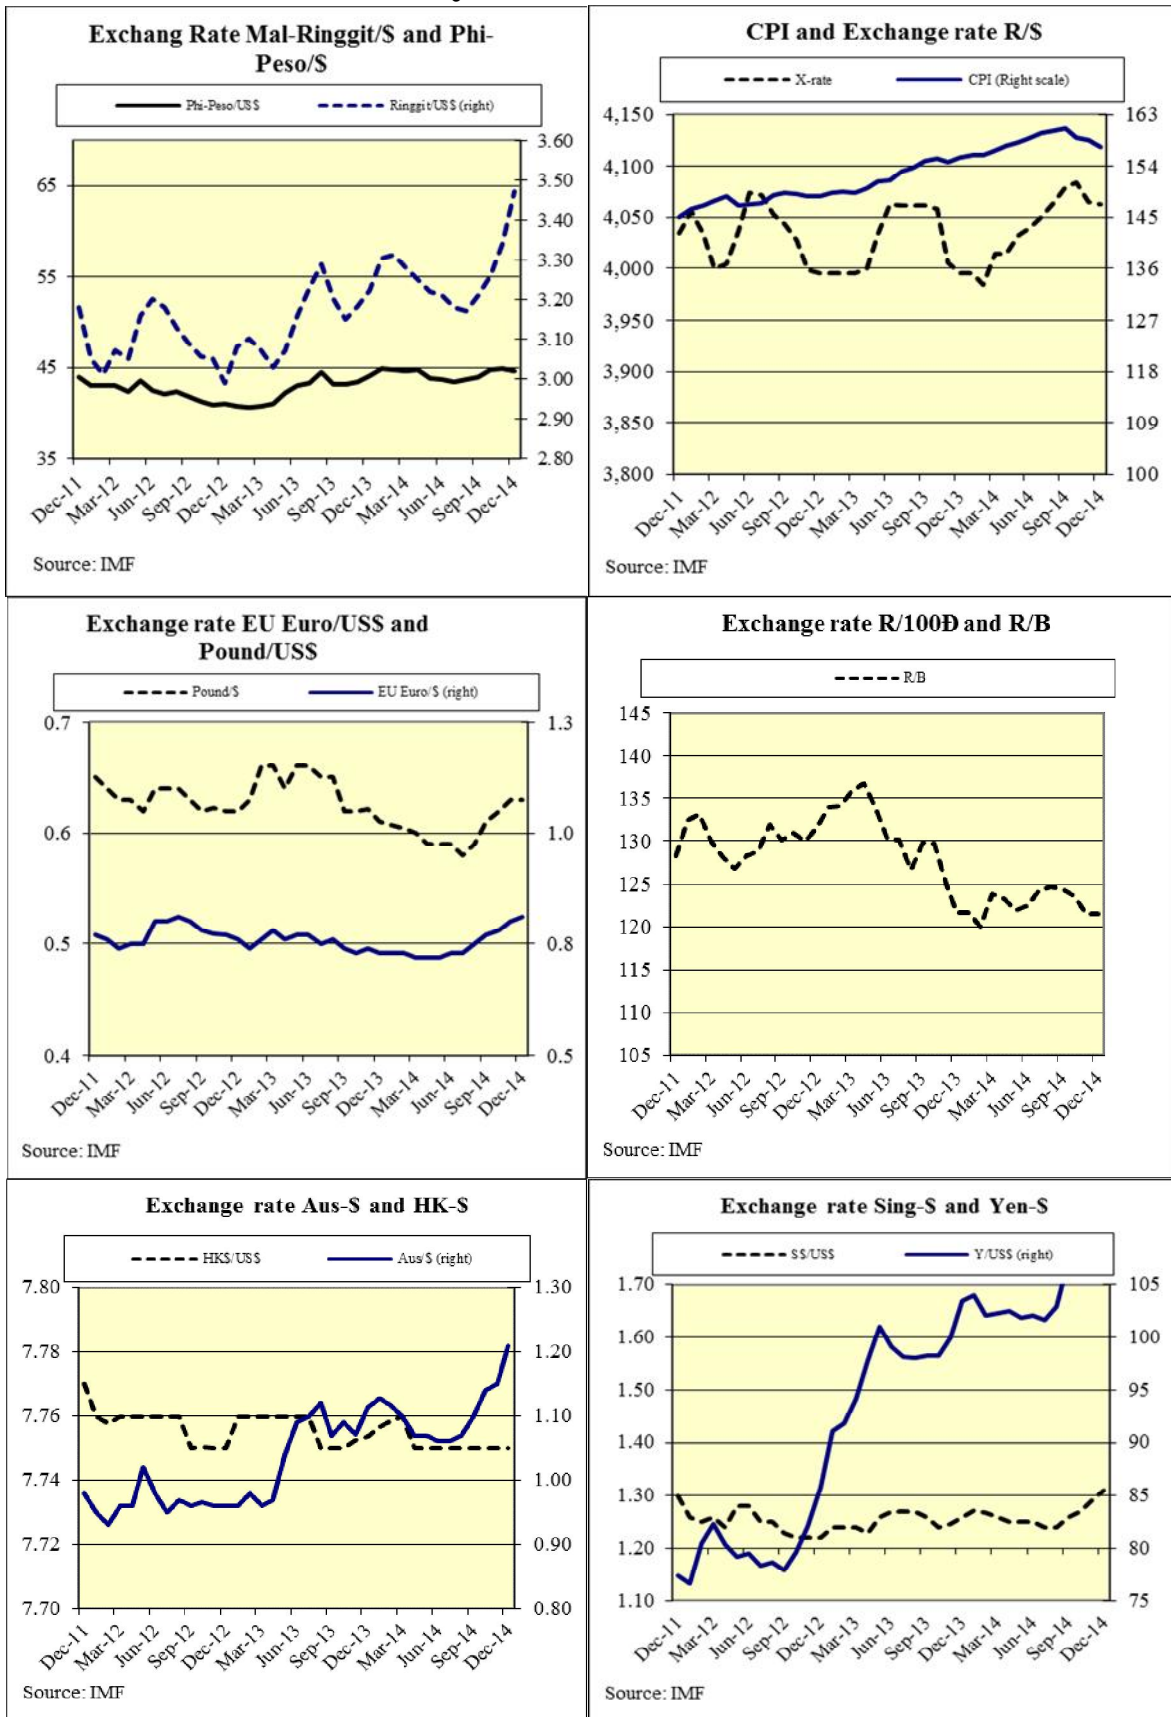 Exchang Rate Mal-Ringgit/$ and Phi-
Peso/$
Phi-Peso/US$
Ringgit/US$ (right)
65
55
45
35
3.60
3.50
3.40
3.30
3.20
3.10
3.00
2.90
2.80
Dec-11
Mar-12
Jun-12
Sep-12
Dec-12
Mar-13
Jun-13
Sep-13
Dec-13
Mar-14
Jun-14
Sep-14
Dec-14
Source: IMF
CPI and Exchange rate R/$
X-rate
CPI (Right scale)
4,150
4,100
4,050
4,000
3,950
3,900
3,850
3,800
163
154
145
136
127
118
109
100
Dec-11
Mar-12
Jun-12
Sep-12
Dec-12
Mar-13
Jun-13
Sep-13
Dec-13
Mar-14
Jun-14
Sep-14
Dec-14
Source: IMF
Exchange rate EU Euro/US$ and
Pound/US$
Pound/$
EU Euro/$ (right)
0.7
0.6
0.5
0.4
1.3
1.0
0.8
0.5
Dec-11
Mar-12
Jun-12
Sep-12
Dec-12
Mar-13
Jun-13
Sep-13
Dec-13
Mar-14
Jun-14
Sep-14
Dec-14
Source: IMF
Exchange rate R/100Đ and R/B
R/B
145
140
135
130
125
120
115
110
105
Dec-11
Mar-12
Jun-12
Sep-12
Dec-12
Mar-13
Jun-13
Sep-13
Dec-13
Mar-14
Jun-14
Sep-14
Dec-14
Source: IMF
Exchange rate Aus-$ and HK-$
HK$/US$
Aus/$ (right)
7.80
7.78
7.76
7.74
7.72
7.70
1.30
1.20
1.10
1.00
0.90
0.80
Dec-11
Mar-12
Jun-12
Sep-12
Dec-12
Mar-13
Jun-13
Sep-13
Dec-13
Mar-14
Jun-14
Sep-14
Dec-14
Source: IMF
Exchange rate Sing-$ and Yen-$
S$/US$
Y/US$ (right)
1.70
1.60
1.50
1.40
1.30
1.20
1.10
105
100
95
90
85
80
75
Dec-11
Mar-12
Jun-12
Sep-12
Dec-12
Mar-13
Jun-13
Sep-13
Dec-13
Mar-14
Jun-14
Sep-14
Dec-14
Source: IMF